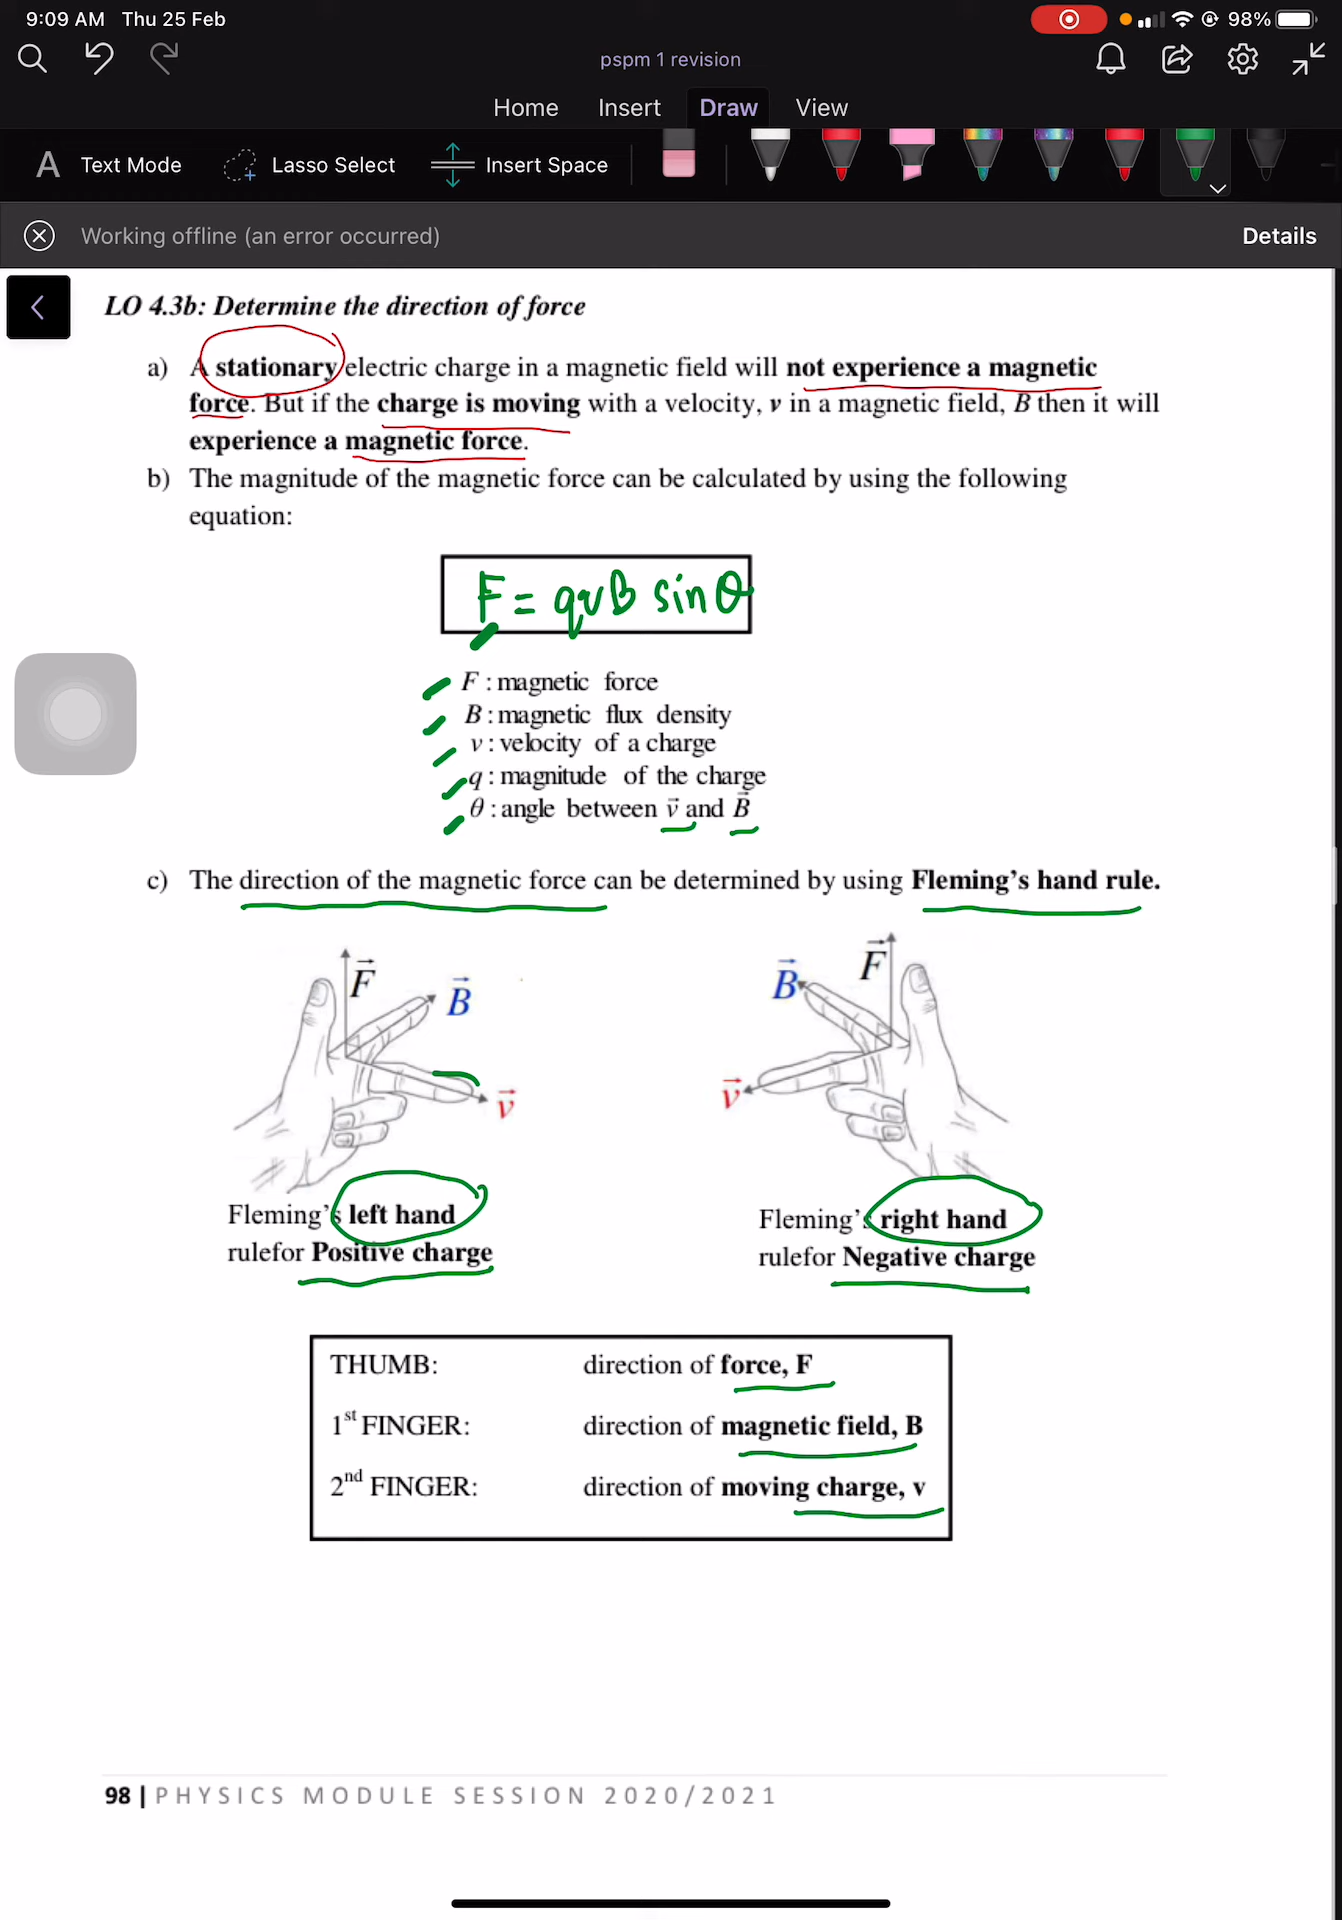 9:09 AM Thu 25 Feb
98%
pspm 1 revision
Home Insert Draw View
A Text Mode Lasso Select Insert Space
Working offline (an error occurred) Details
LO 4.3b: Determine the direction of force
a) A stationary electric charge in a magnetic field will not experience a magnetic
force. But if the charge is moving with a velocity, v in a magnetic field, B then it will
experience a magnetic force.
b) The magnitude of the magnetic force can be calculated by using the following
equation:
F = qvB sin θ
F : magnetic force
B : magnetic flux density
v : velocity of a charge
q : magnitude of the charge
θ : angle between v⃗ and B⃗
c) The direction of the magnetic force can be determined by using Fleming's hand rule.
F⃗ B⃗ v⃗
B⃗ F⃗ v⃗
Fleming's left hand
rulefor Positive charge
Fleming's right hand
rulefor Negative charge
THUMB: direction of force, F
1st FINGER: direction of magnetic field, B
2nd FINGER: direction of moving charge, v
98 | PHYSICS MODULE SESSION 2020/2021